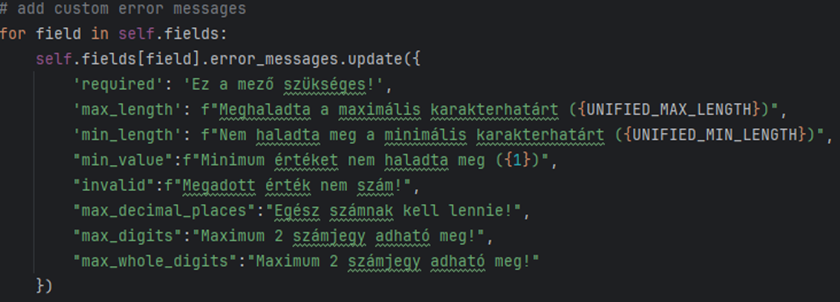 # add custom error messages
for field in self.fields:
    self.fields[field].error_messages.update({
        'required': 'Ez a mező szükséges!',
        'max_length': f"Meghaladta a maximális karakterhatárt ({UNIFIED_MAX_LENGTH})",
        'min_length': f"Nem haladta meg a minimális karakterhatárt ({UNIFIED_MIN_LENGTH})",
        "min_value":f"Minimum értéket nem haladta meg ({1})",
        "invalid":f"Megadott érték nem szám!",
        "max_decimal_places":"Egész számnak kell lennie!",
        "max_digits":"Maximum 2 számjegy adható meg!",
        "max_whole_digits":"Maximum 2 számjegy adható meg!"
    })